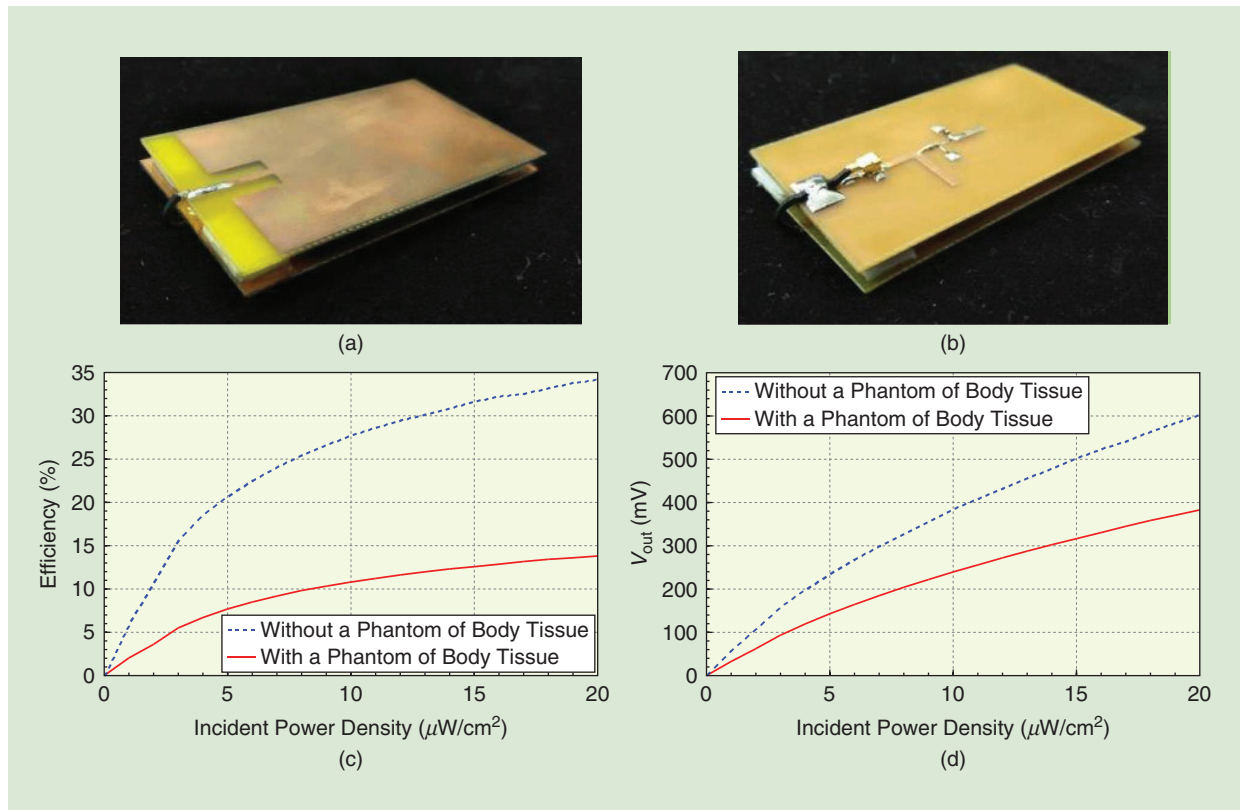 (a)
(b)
35
30
25
20
15
10
5
0
Efficiency (%)
Without a Phantom of Body Tissue
With a Phantom of Body Tissue
0 5 10 15 20
Incident Power Density (μW/cm²)
(c)
700
600
500
400
300
200
100
0
V_out (mV)
Without a Phantom of Body Tissue
With a Phantom of Body Tissue
0 5 10 15 20
Incident Power Density (μW/cm²)
(d)